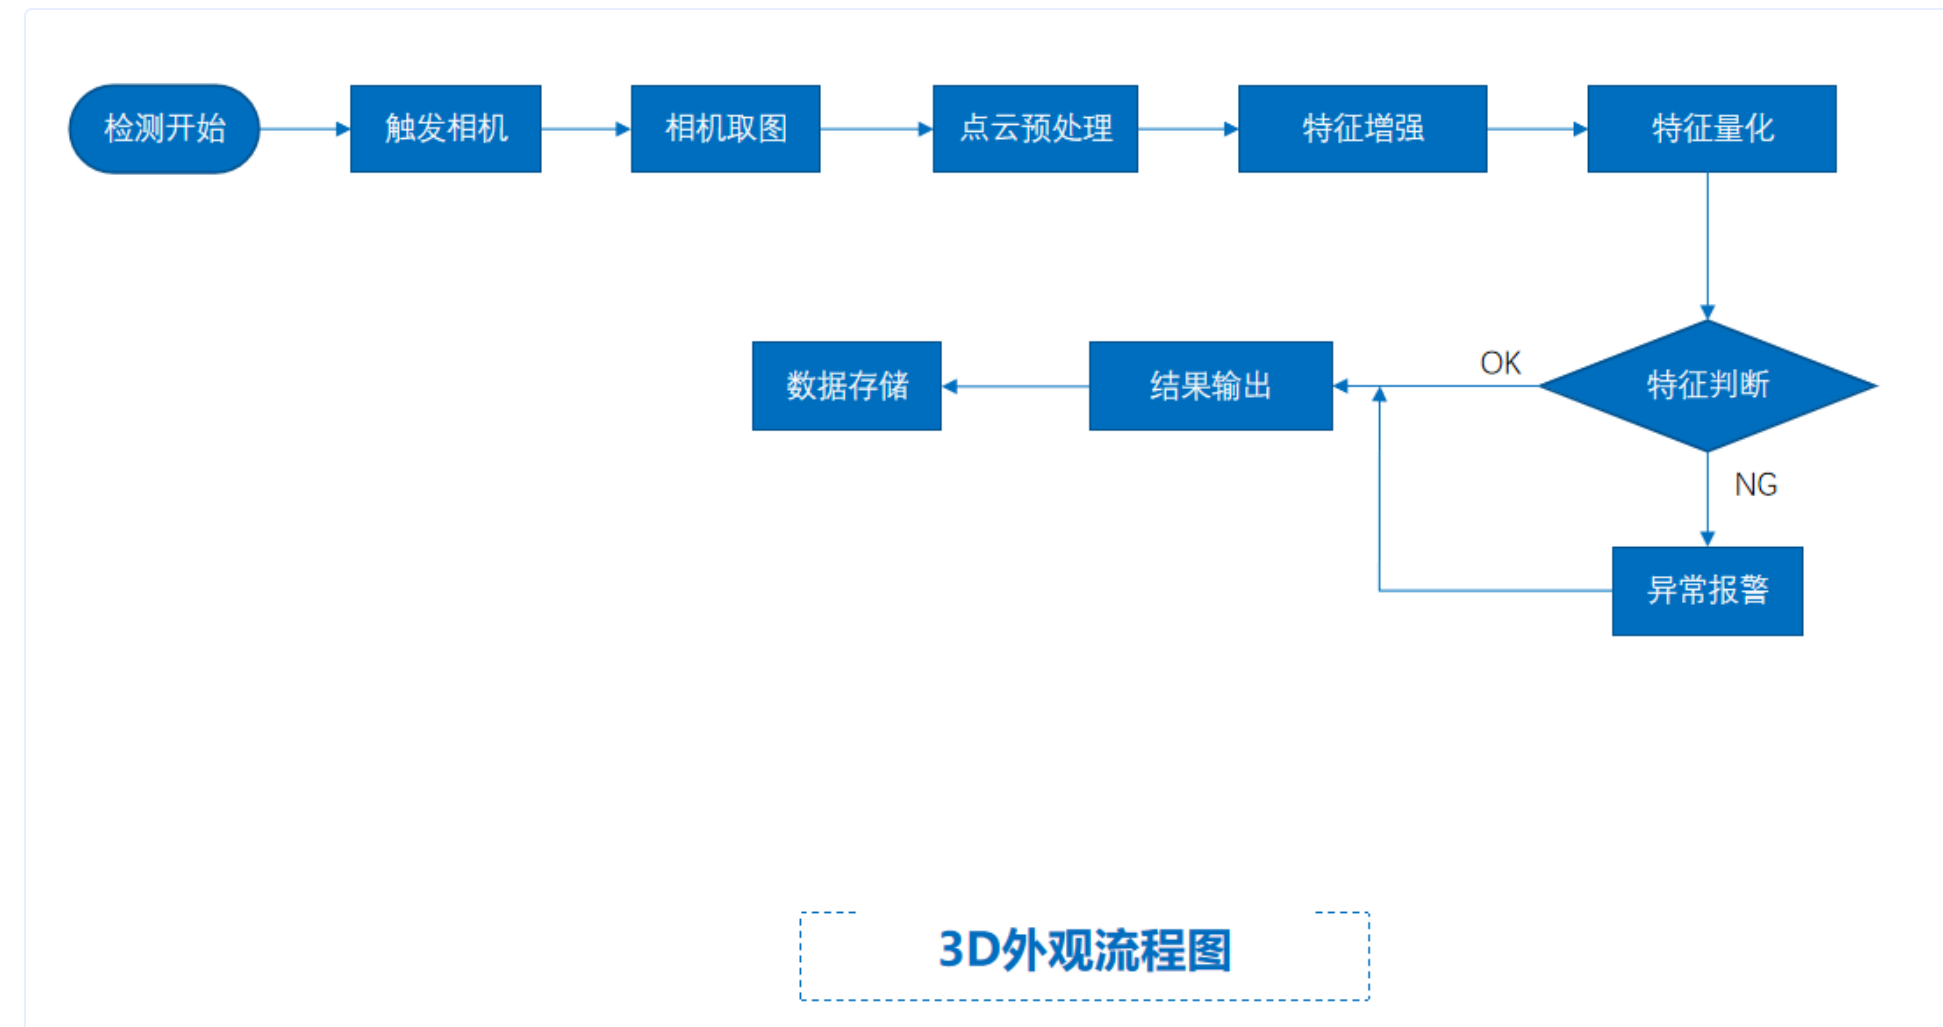 检测开始
触发相机
相机取图
点云预处理
特征增强
特征量化
数据存储
结果输出
OK
特征判断
NG
异常报警
3D外观流程图